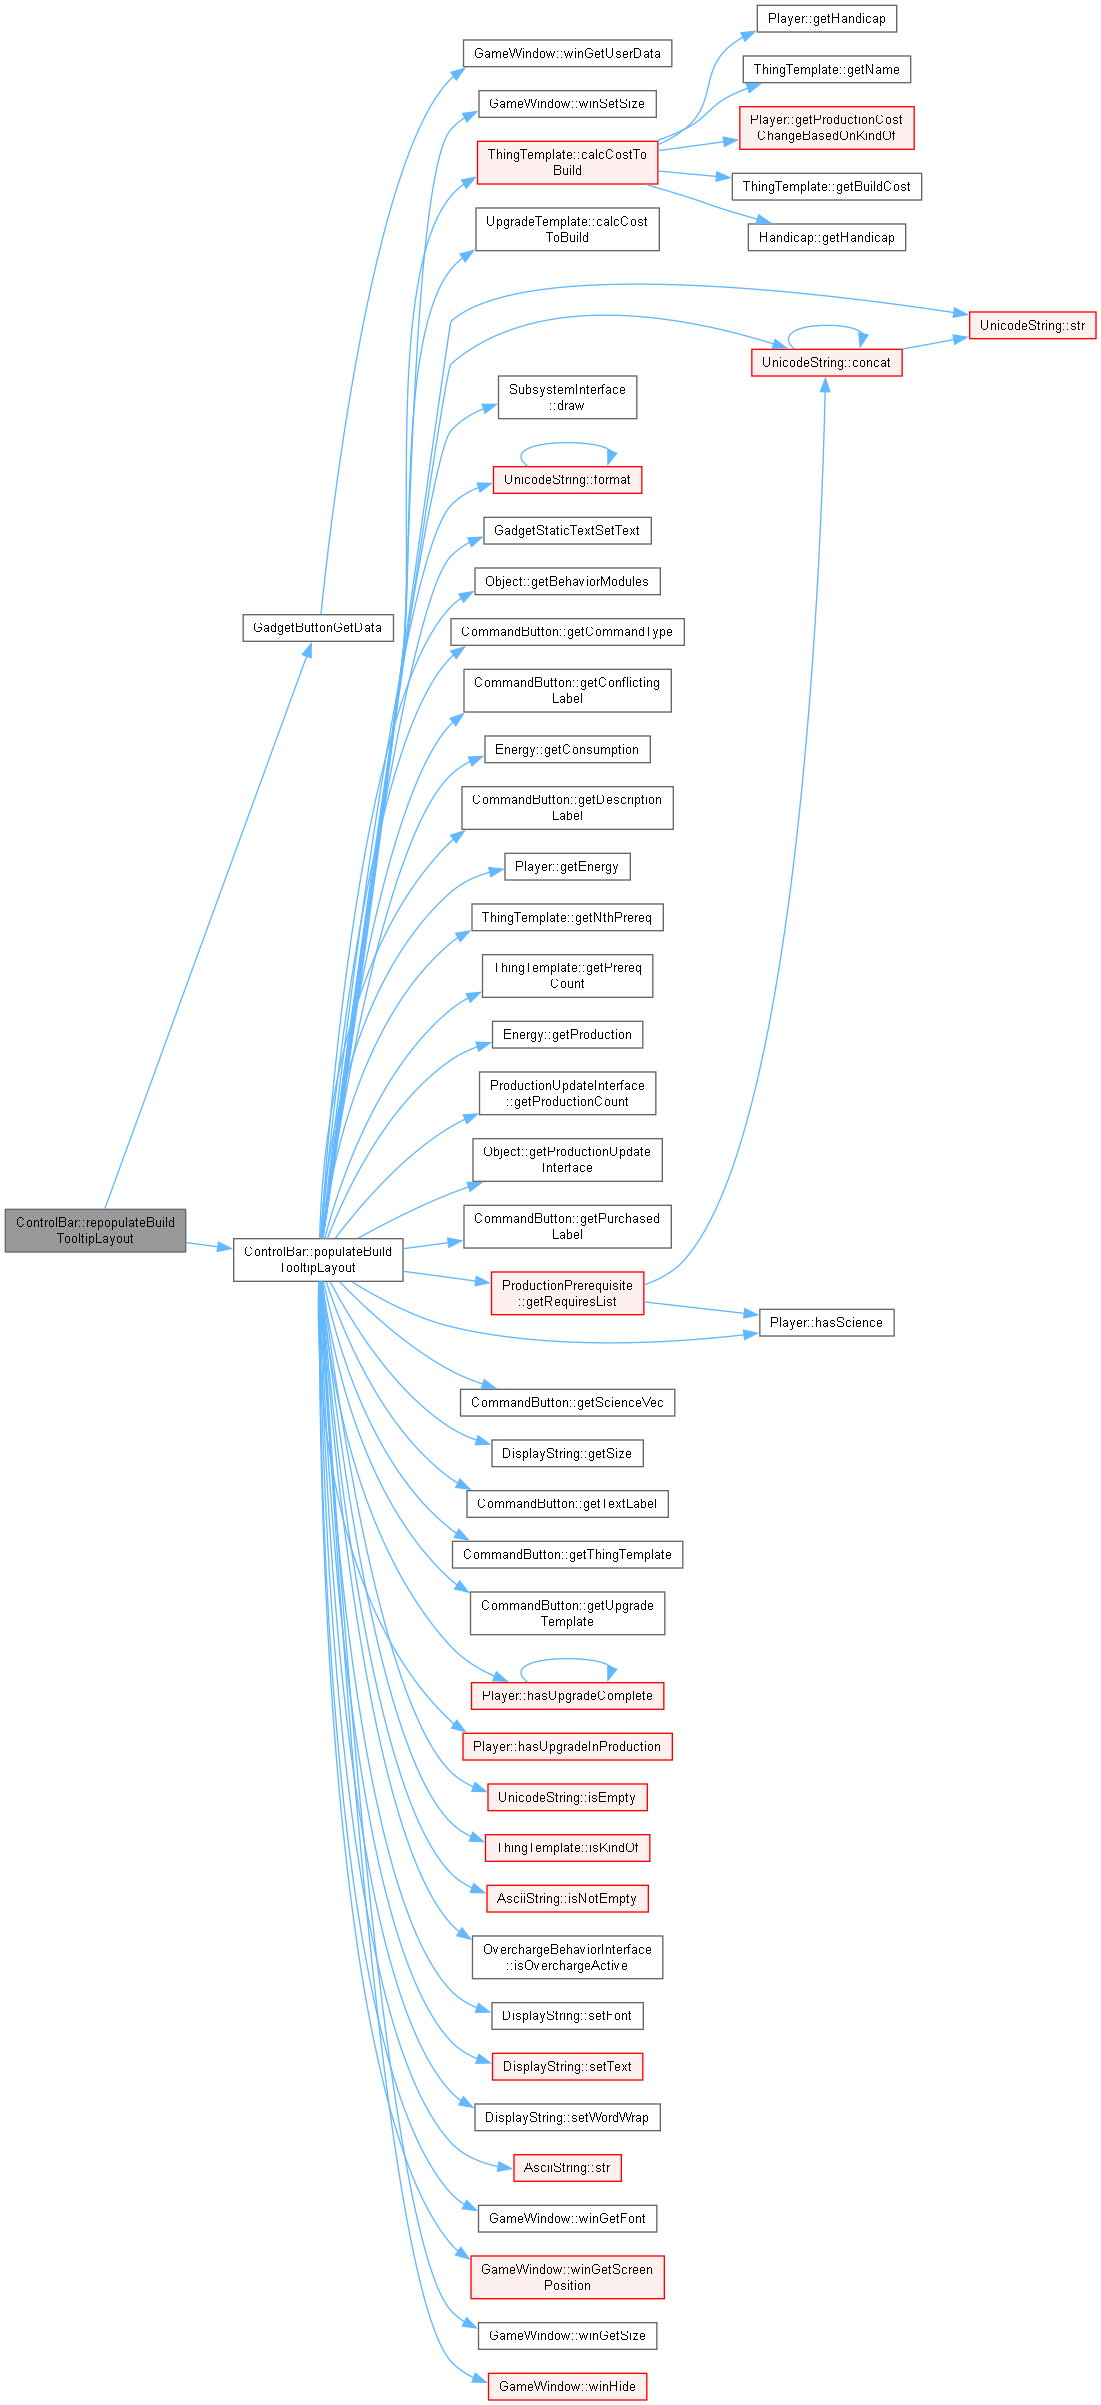 Player::getHandicap
GameWindow::winGetUserData
ThingTemplate::getName
GameWindow::winSetSize
Player::getProductionCost
ChangeBasedOnKindOf
ThingTemplate::calcCostTo
Build
ThingTemplate::getBuildCost
UpgradeTemplate::calcCost
ToBuild
Handicap::getHandicap
UnicodeString::str
UnicodeString::concat
SubsystemInterface
::draw
UnicodeString::format
GadgetStaticTextSetText
Object::getBehaviorModules
GadgetButtonGetData
CommandButton::getCommandType
CommandButton::getConflicting
Label
Energy::getConsumption
CommandButton::getDescription
Label
Player::getEnergy
ThingTemplate::getNthPrereq
ThingTemplate::getPrereq
Count
Energy::getProduction
ProductionUpdateInterface
::getProductionCount
Object::getProductionUpdate
Interface
ControlBar::repopulateBuild
TooltipLayout
CommandButton::getPurchased
Label
ControlBar::populateBuild
TooltipLayout
ProductionPrerequisite
::getRequiresList
Player::hasScience
CommandButton::getScienceVec
DisplayString::getSize
CommandButton::getTextLabel
CommandButton::getThingTemplate
CommandButton::getUpgrade
Template
Player::hasUpgradeComplete
Player::hasUpgradeInProduction
UnicodeString::isEmpty
ThingTemplate::isKindOf
AsciiString::isNotEmpty
OverchargeBehaviorInterface
::isOverchargeActive
DisplayString::setFont
DisplayString::setText
DisplayString::setWordWrap
AsciiString::str
GameWindow::winGetFont
GameWindow::winGetScreen
Position
GameWindow::winGetSize
GameWindow::winHide